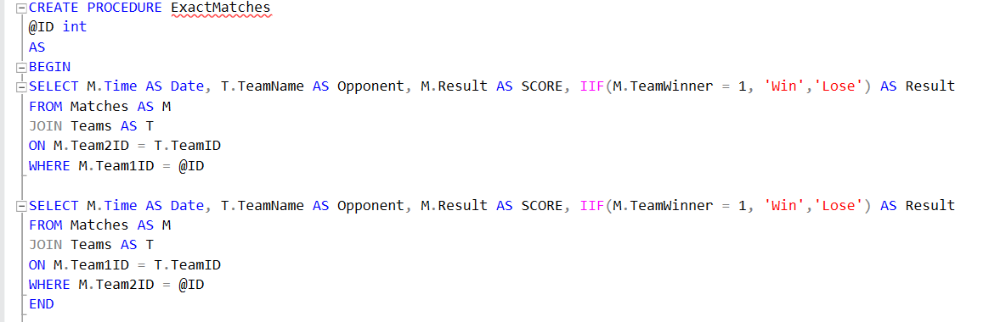 CREATE PROCEDURE ExactMatches
@ID int
AS
BEGIN
SELECT M.Time AS Date, T.TeamName AS Opponent, M.Result AS SCORE, IIF(M.TeamWinner = 1, 'Win','Lose') AS Result
FROM Matches AS M
JOIN Teams AS T
ON M.Team2ID = T.TeamID
WHERE M.Team1ID = @ID
SELECT M.Time AS Date, T.TeamName AS Opponent, M.Result AS SCORE, IIF(M.TeamWinner = 1, 'Win','Lose') AS Result
FROM Matches AS M
JOIN Teams AS T
ON M.Team1ID = T.TeamID
WHERE M.Team2ID = @ID
END